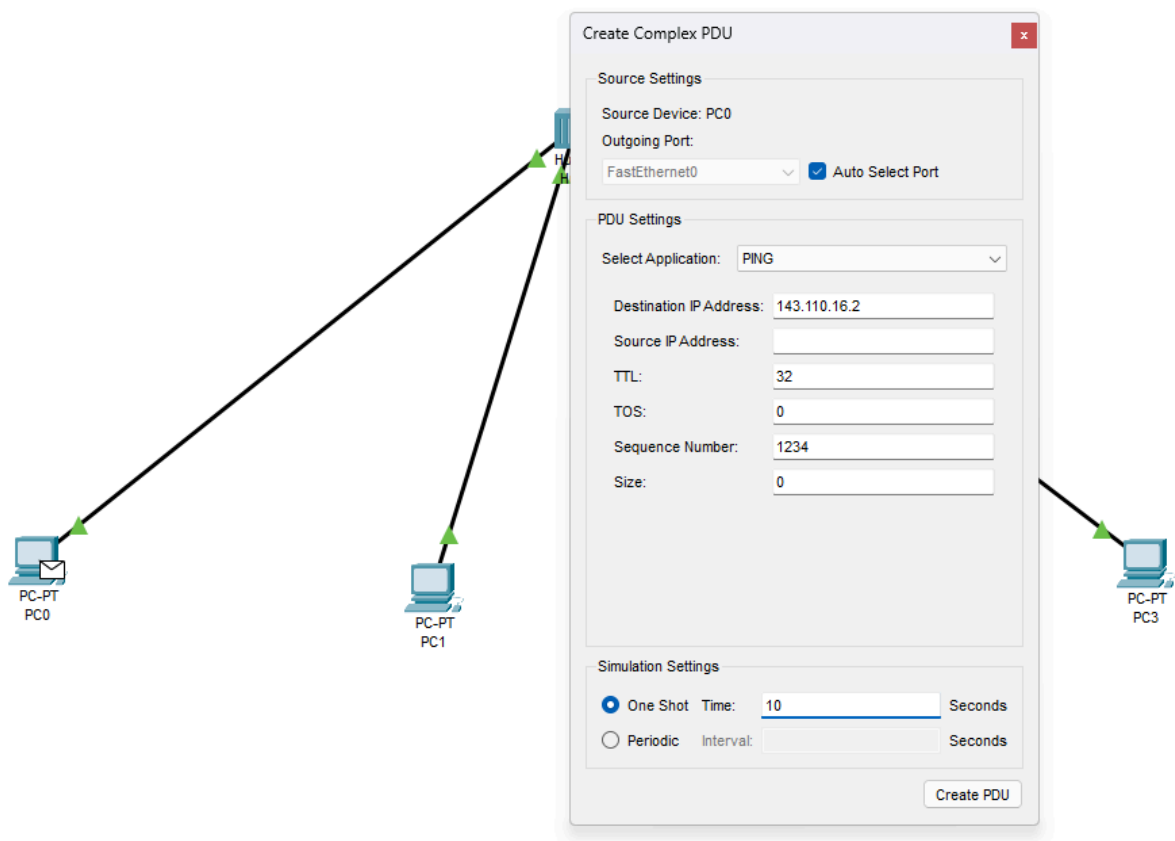 Create Complex PDU
x
Source Settings
Source Device: PC0
Outgoing Port:
FastEthernet0
Auto Select Port
PDU Settings
Select Application: PING
Destination IP Address: 143.110.16.2
Source IP Address:
TTL: 32
TOS: 0
Sequence Number: 1234
Size: 0
Simulation Settings
One Shot Time: 10 Seconds
Periodic Interval: Seconds
Create PDU
PC-PT
PC0
PC-PT
PC1
PC-PT
PC3